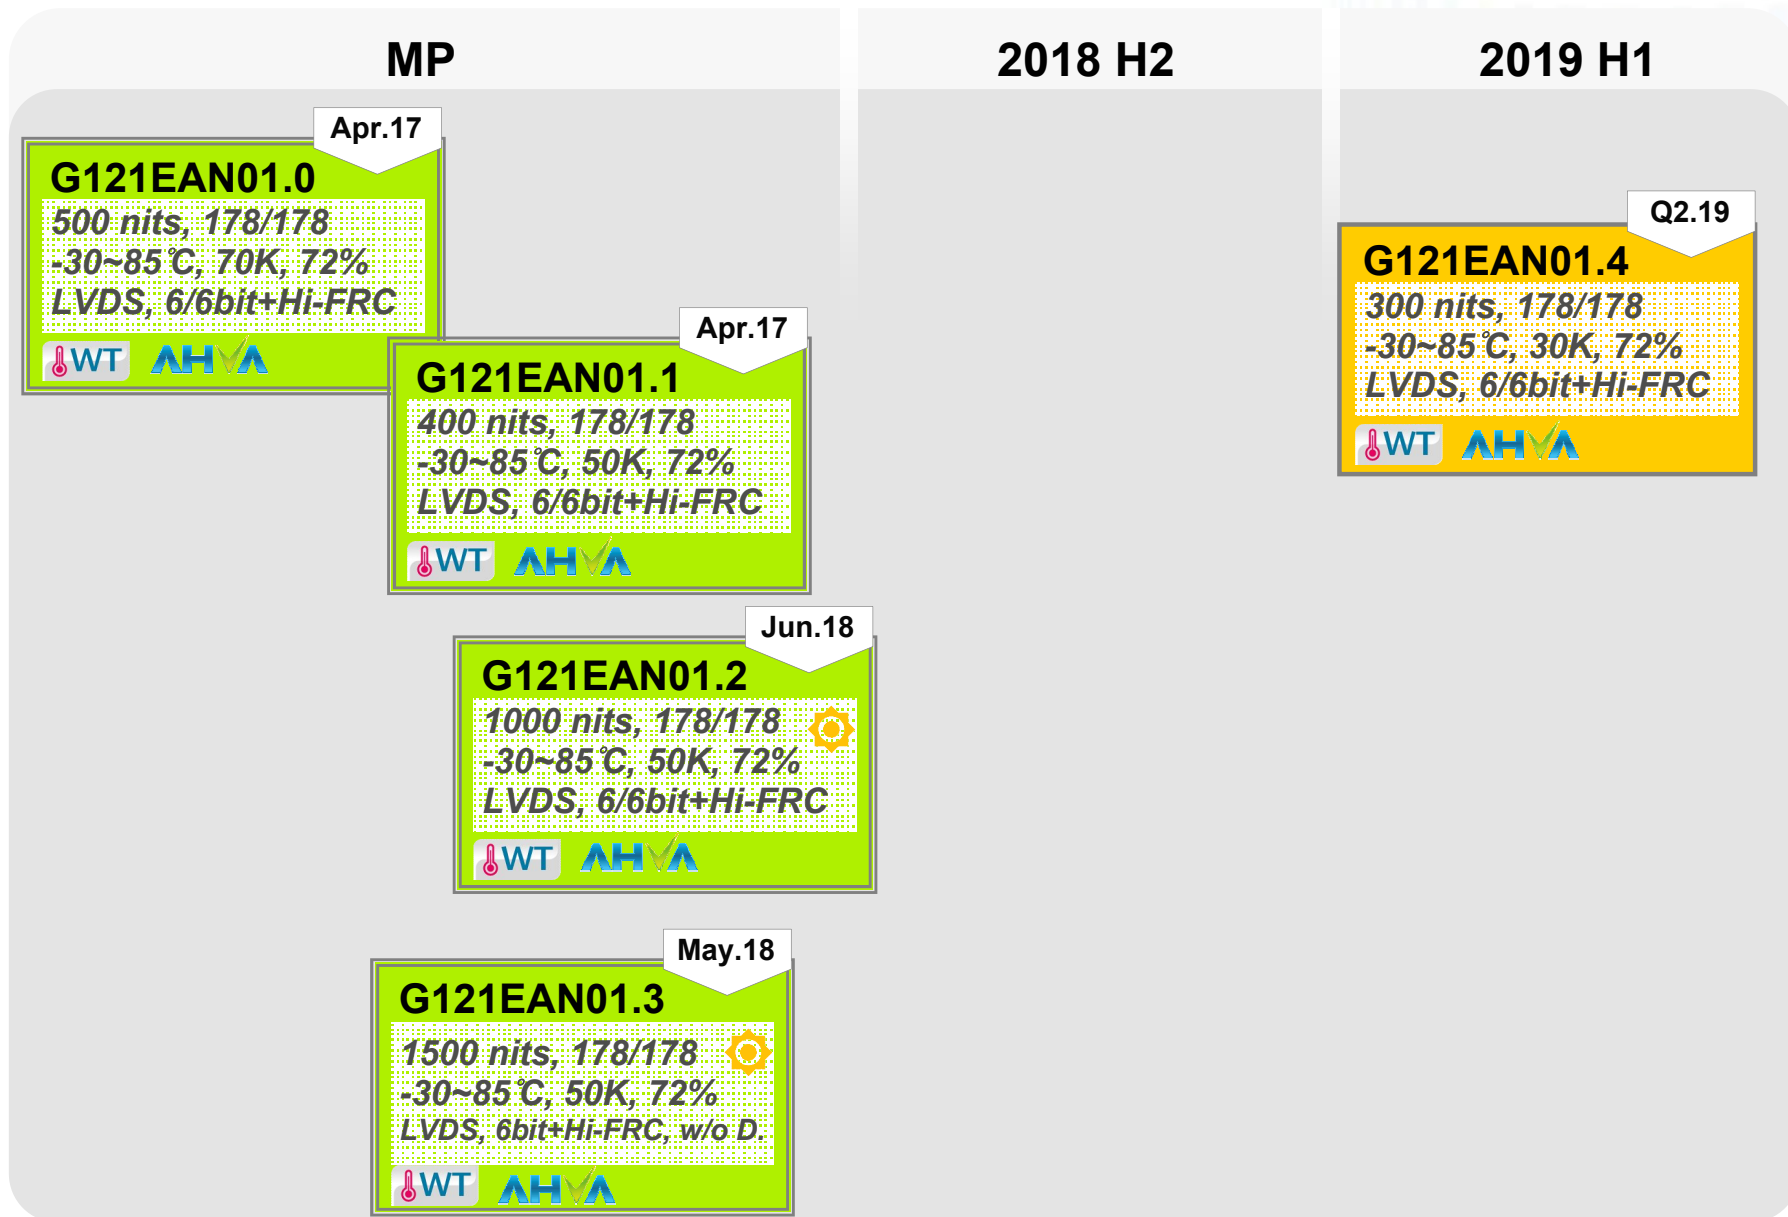 MP
2018 H2
2019 H1
Apr.17
G121EAN01.0
500 nits, 178/178
-30~85℃, 70K, 72%
LVDS, 6/6bit+Hi-FRC
WT AHVA
Apr.17
G121EAN01.1
400 nits, 178/178
-30~85℃, 50K, 72%
LVDS, 6/6bit+Hi-FRC
WT AHVA
Jun.18
G121EAN01.2
1000 nits, 178/178
-30~85℃, 50K, 72%
LVDS, 6/6bit+Hi-FRC
WT AHVA
May.18
G121EAN01.3
1500 nits, 178/178
-30~85℃, 50K, 72%
LVDS, 6bit+Hi-FRC, w/o D.
WT AHVA
Q2.19
G121EAN01.4
300 nits, 178/178
-30~85℃, 30K, 72%
LVDS, 6/6bit+Hi-FRC
WT AHVA